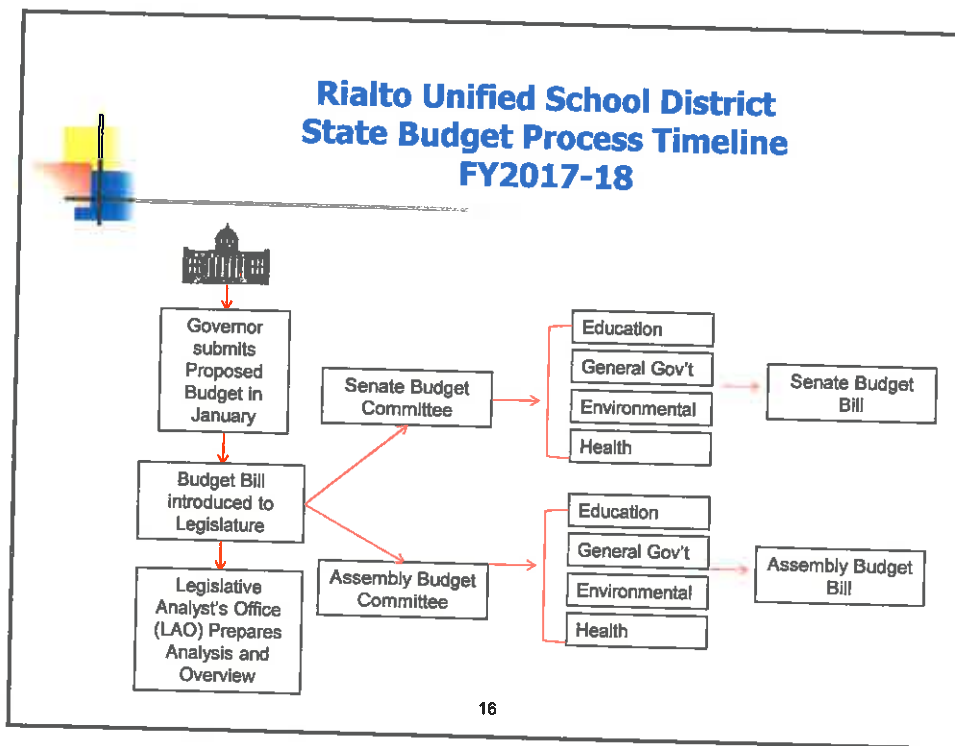 Rialto Unified School District
State Budget Process Timeline
FY2017-18
Governor
submits
Proposed
Budget in
January
Budget Bill
introduced to
Legislature
Legislative
Analyst's Office
(LAO) Prepares
Analysis and
Overview
Senate Budget
Committee
Education
General Gov't
Environmental
Health
Senate Budget
Bill
Assembly Budget
Committee
Education
General Gov't
Environmental
Health
Assembly Budget
Bill
16